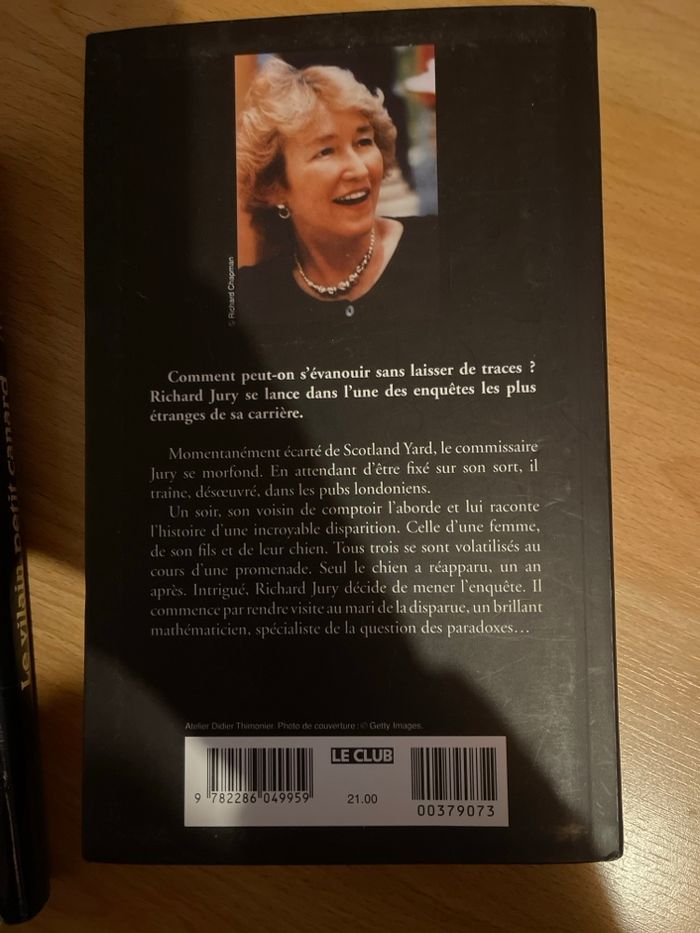 © Richard Chapman
Comment peut-on s'évanouir sans laisser de traces ?
Richard Jury se lance dans l'une des enquêtes les plus
étranges de sa carrière.
Momentanément écarté de Scotland Yard, le commissaire
Jury se morfond. En attendant d'être fixé sur son sort, il
traîne, désœuvré, dans les pubs londoniens.
Un soir, son voisin de comptoir l'aborde et lui raconte
l'histoire d'une incroyable disparition. Celle d'une femme,
de son fils et de leur chien. Tous trois se sont volatilisés au
cours d'une promenade. Seul le chien a réapparu, un an
après. Intrigué, Richard Jury décide de mener l'enquête. Il
commence par rendre visite au mari de la disparue, un brillant
mathématicien, spécialiste de la question des paradoxes…
Atelier Didier Thimonier. Photo de couverture : © Getty Images.
LE CLUB
9 782286 049959
21.00
00379073
Le vilain petit canard